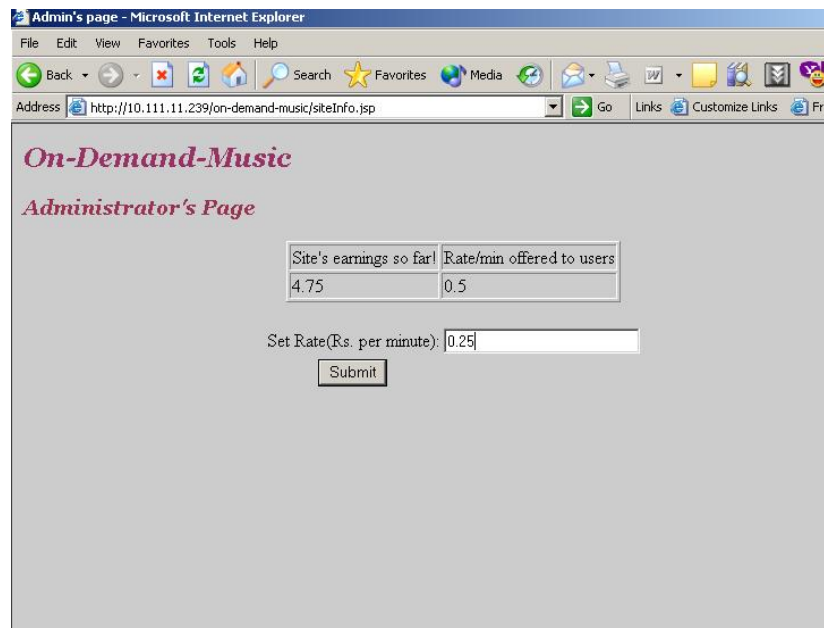 Admin's page - Microsoft Internet Explorer
File Edit View Favorites Tools Help
Back Search Favorites Media
Address http://10.111.11.239/on-demand-music/siteInfo.jsp Go Links Customize Links Fr
On-Demand-Music
Administrator's Page
Site's earnings so far! Rate/min offered to users
4.75 0.5
Set Rate(Rs. per minute): 0.25
Submit